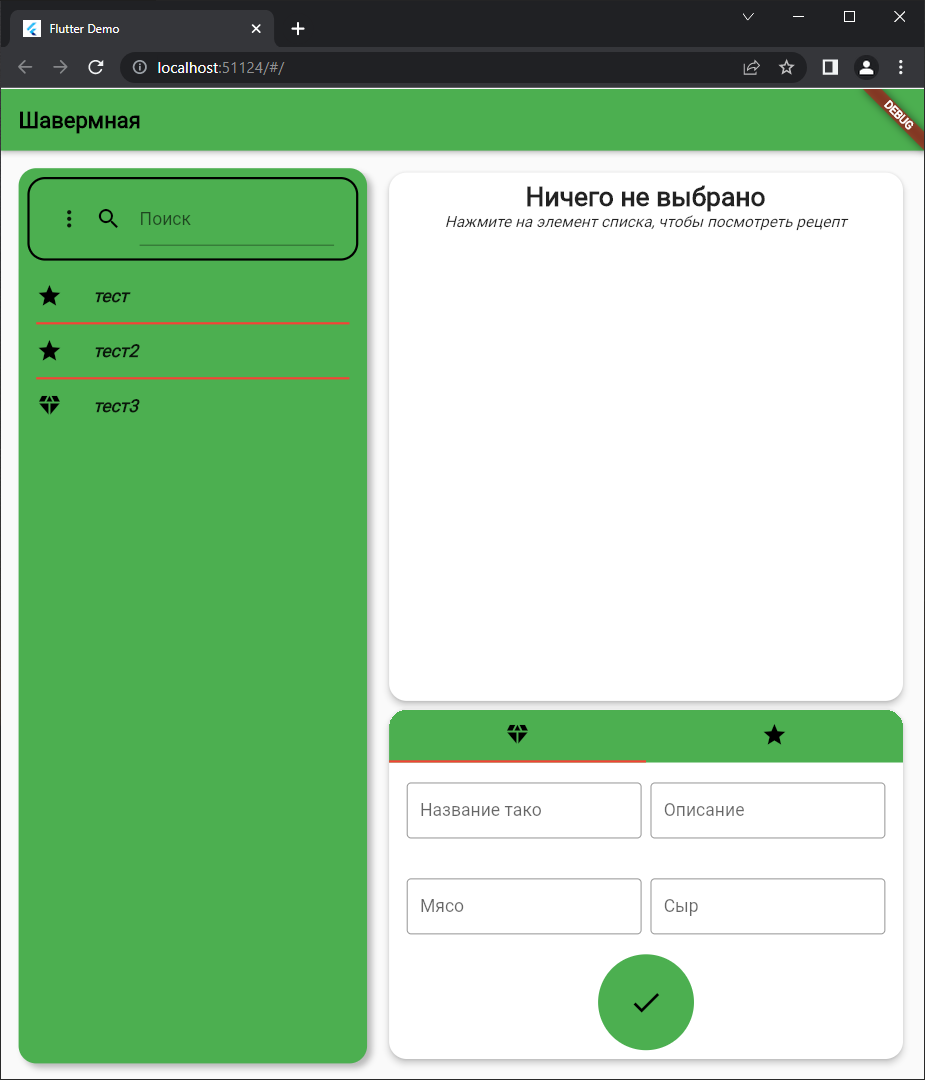 Flutter Demo
localhost:51124/#/
Шавермная
DEBUG
Поиск
тест
тест2
тест3
Ничего не выбрано
Нажмите на элемент списка, чтобы посмотреть рецепт
Название тако
Описание
Мясо
Сыр